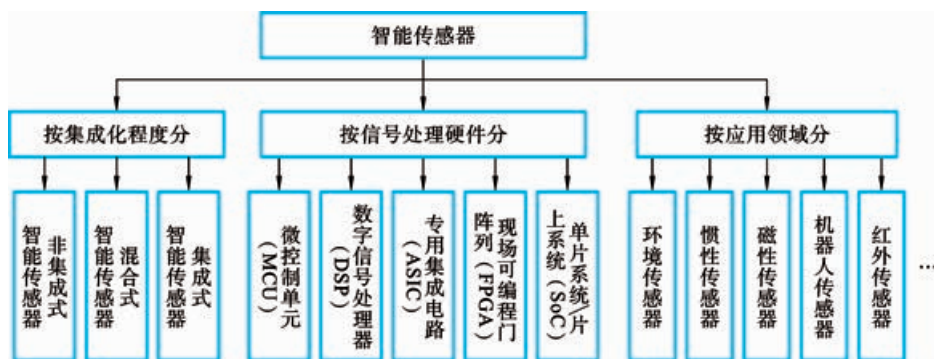 智能传感器
按集成化程度分
按信号处理硬件分
按应用领域分
非集成式
智能传感器
混合式
智能传感器
集成式
智能传感器
微控制单元
(MCU)
数字信号处理器
(DSP)
专用集成电路
(ASIC)
现场可编程门
阵列(FPGA)
单片系统/片
上系统(SoC)
环境传感器
惯性传感器
磁性传感器
机器人传感器
红外传感器
…